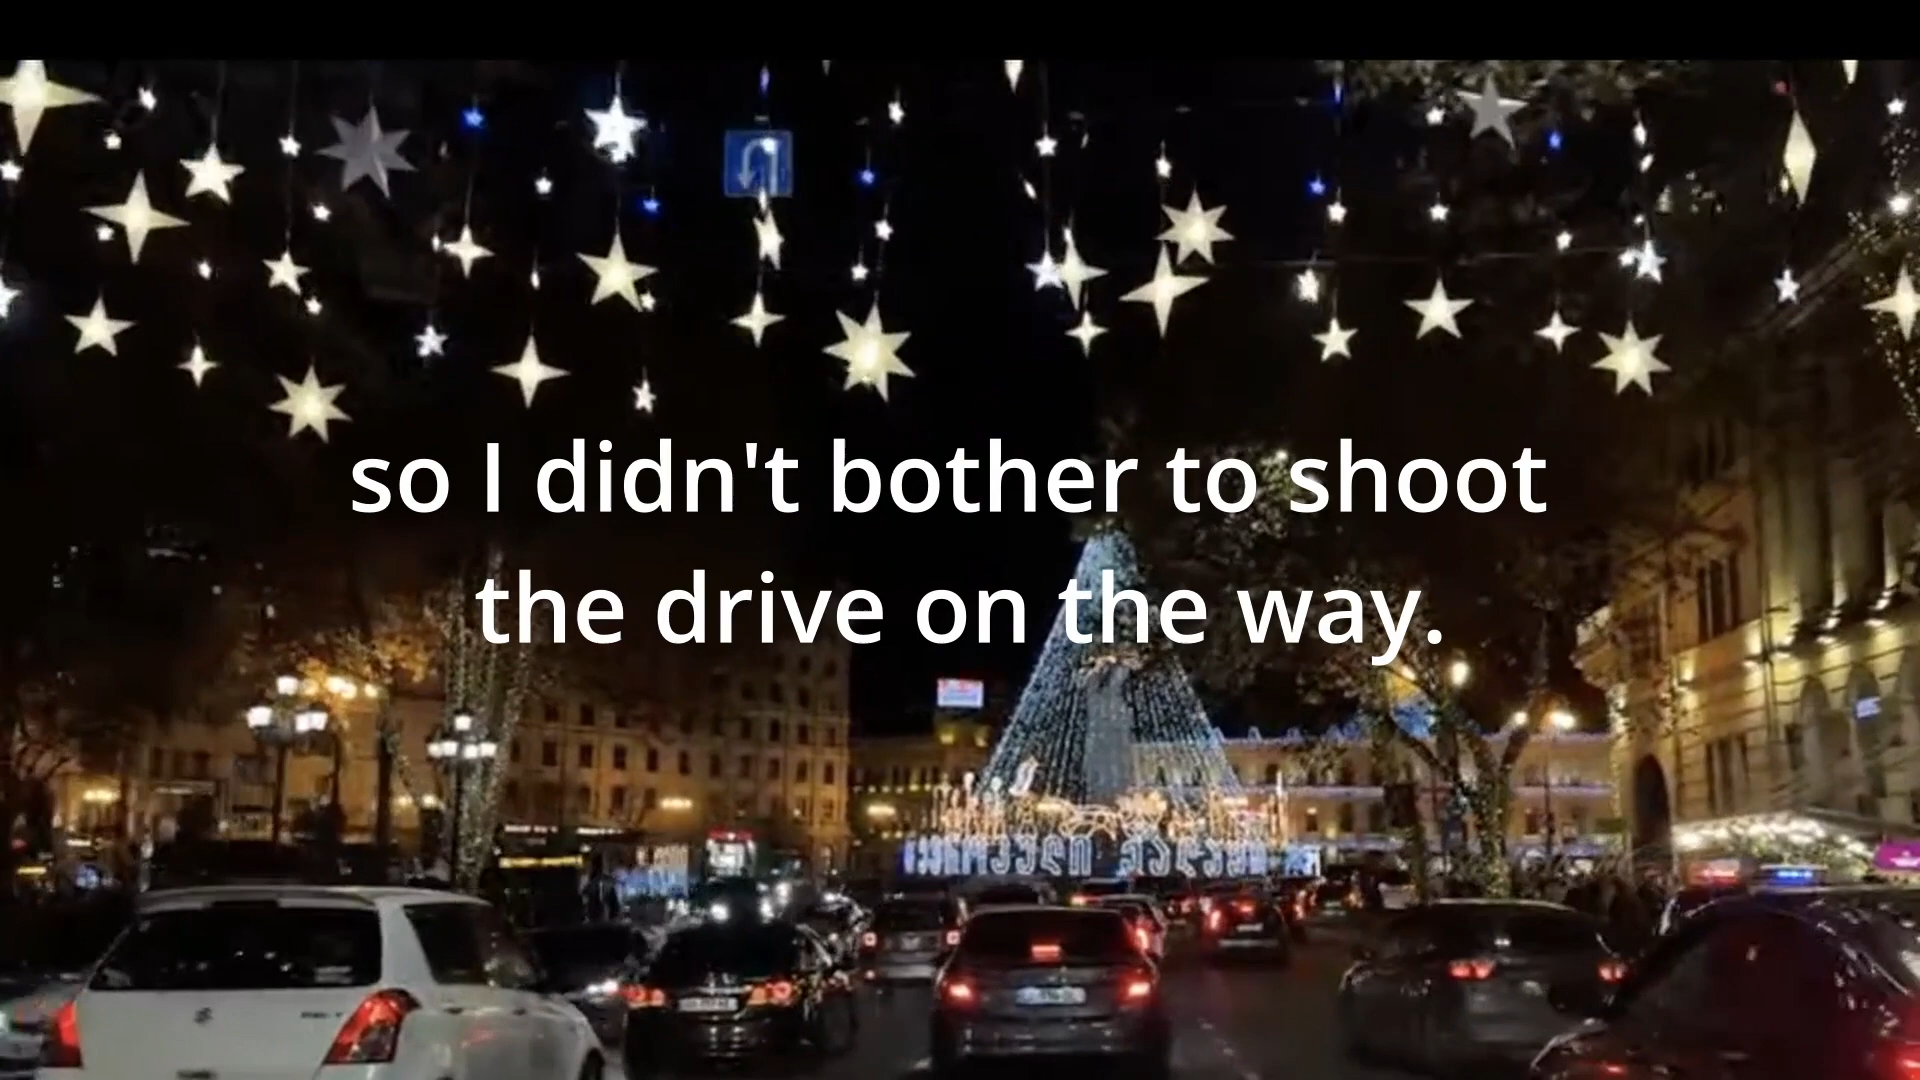 so I didn't bother to shoot
the drive on the way.